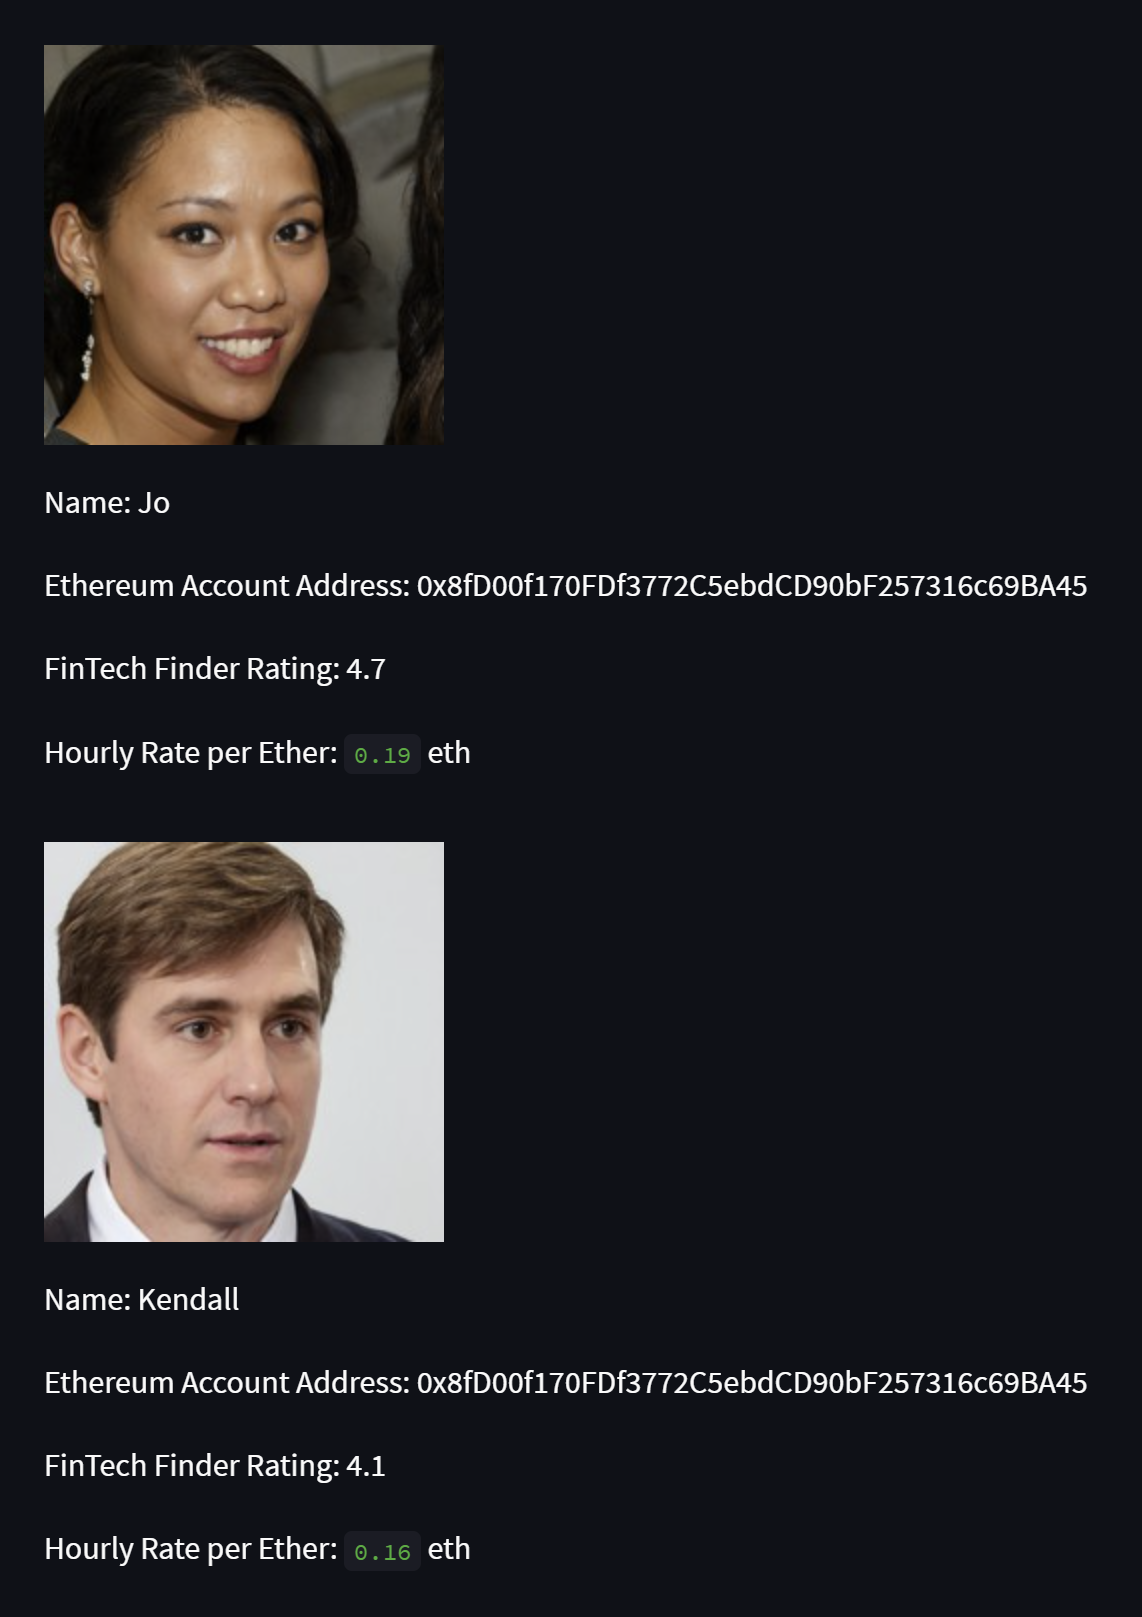 Name: Jo
Ethereum Account Address: 0x8fD00f170FDf3772C5ebdCD90bF257316c69BA45
FinTech Finder Rating: 4.7
Hourly Rate per Ether: 0.19 eth
Name: Kendall
Ethereum Account Address: 0x8fD00f170FDf3772C5ebdCD90bF257316c69BA45
FinTech Finder Rating: 4.1
Hourly Rate per Ether: 0.16 eth